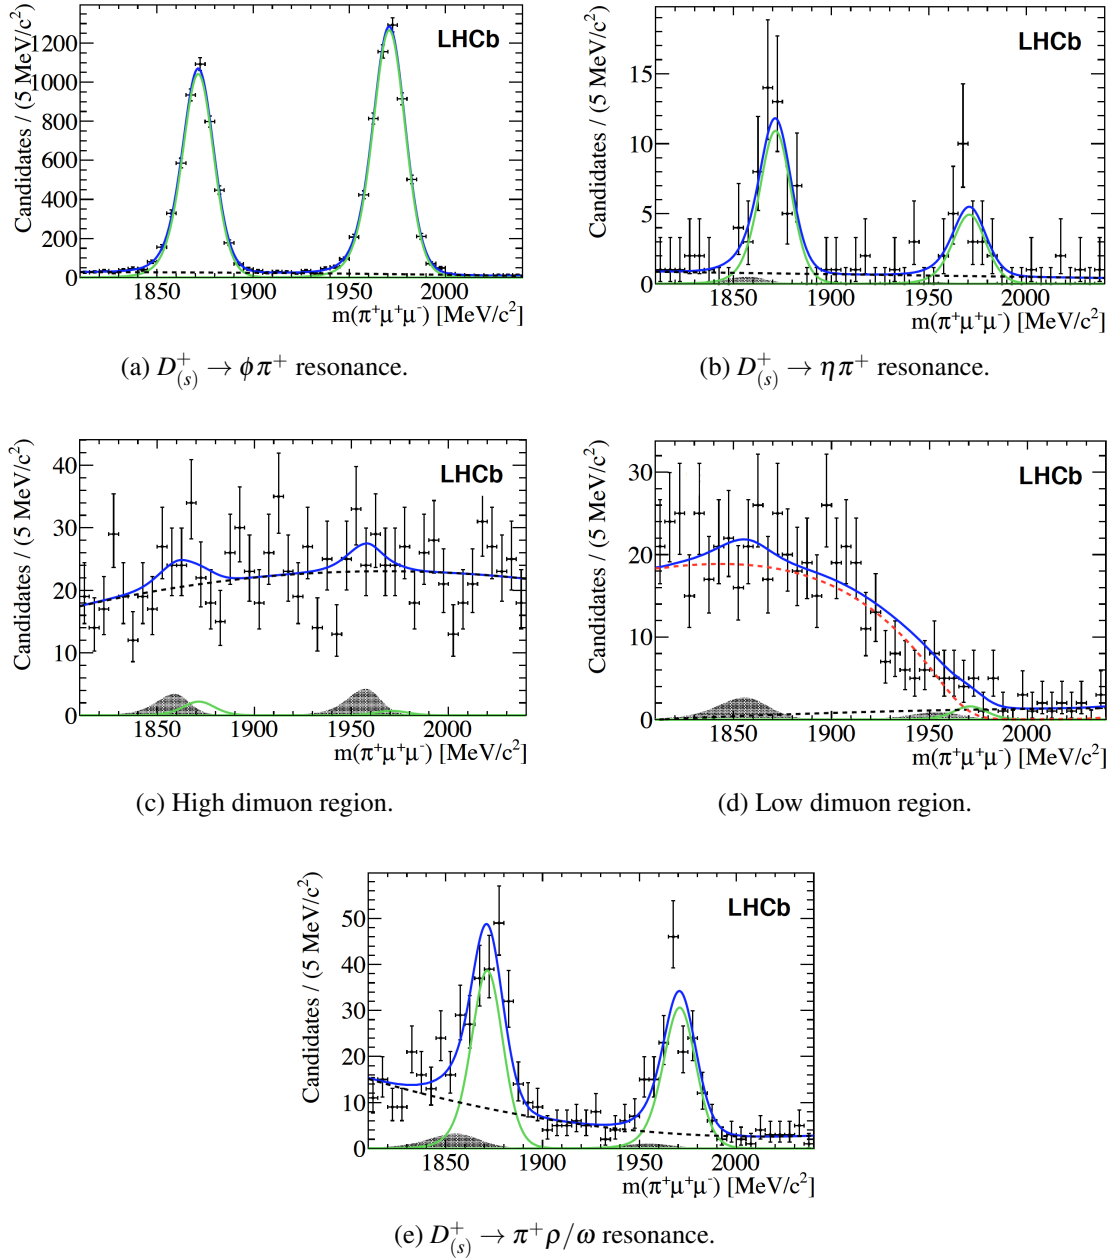 Candidates / (5 MeV/c²)
1200
1000
800
600
400
200
0
LHCb
1850 1900 1950 2000
m(π⁺μ⁺μ⁻) [MeV/c²]
(a) D⁺₍ₛ₎ → ϕπ⁺ resonance.
Candidates / (5 MeV/c²)
15
10
5
0
LHCb
1850 1900 1950 2000
m(π⁺μ⁺μ⁻) [MeV/c²]
(b) D⁺₍ₛ₎ → ηπ⁺ resonance.
Candidates / (5 MeV/c²)
40
30
20
10
0
LHCb
1850 1900 1950 2000
m(π⁺μ⁺μ⁻) [MeV/c²]
(c) High dimuon region.
Candidates / (5 MeV/c²)
30
20
10
0
LHCb
1850 1900 1950 2000
m(π⁺μ⁺μ⁻) [MeV/c²]
(d) Low dimuon region.
Candidates / (5 MeV/c²)
50
40
30
20
10
0
LHCb
1850 1900 1950 2000
m(π⁺μ⁺μ⁻) [MeV/c²]
(e) D⁺₍ₛ₎ → π⁺ρ/ω resonance.